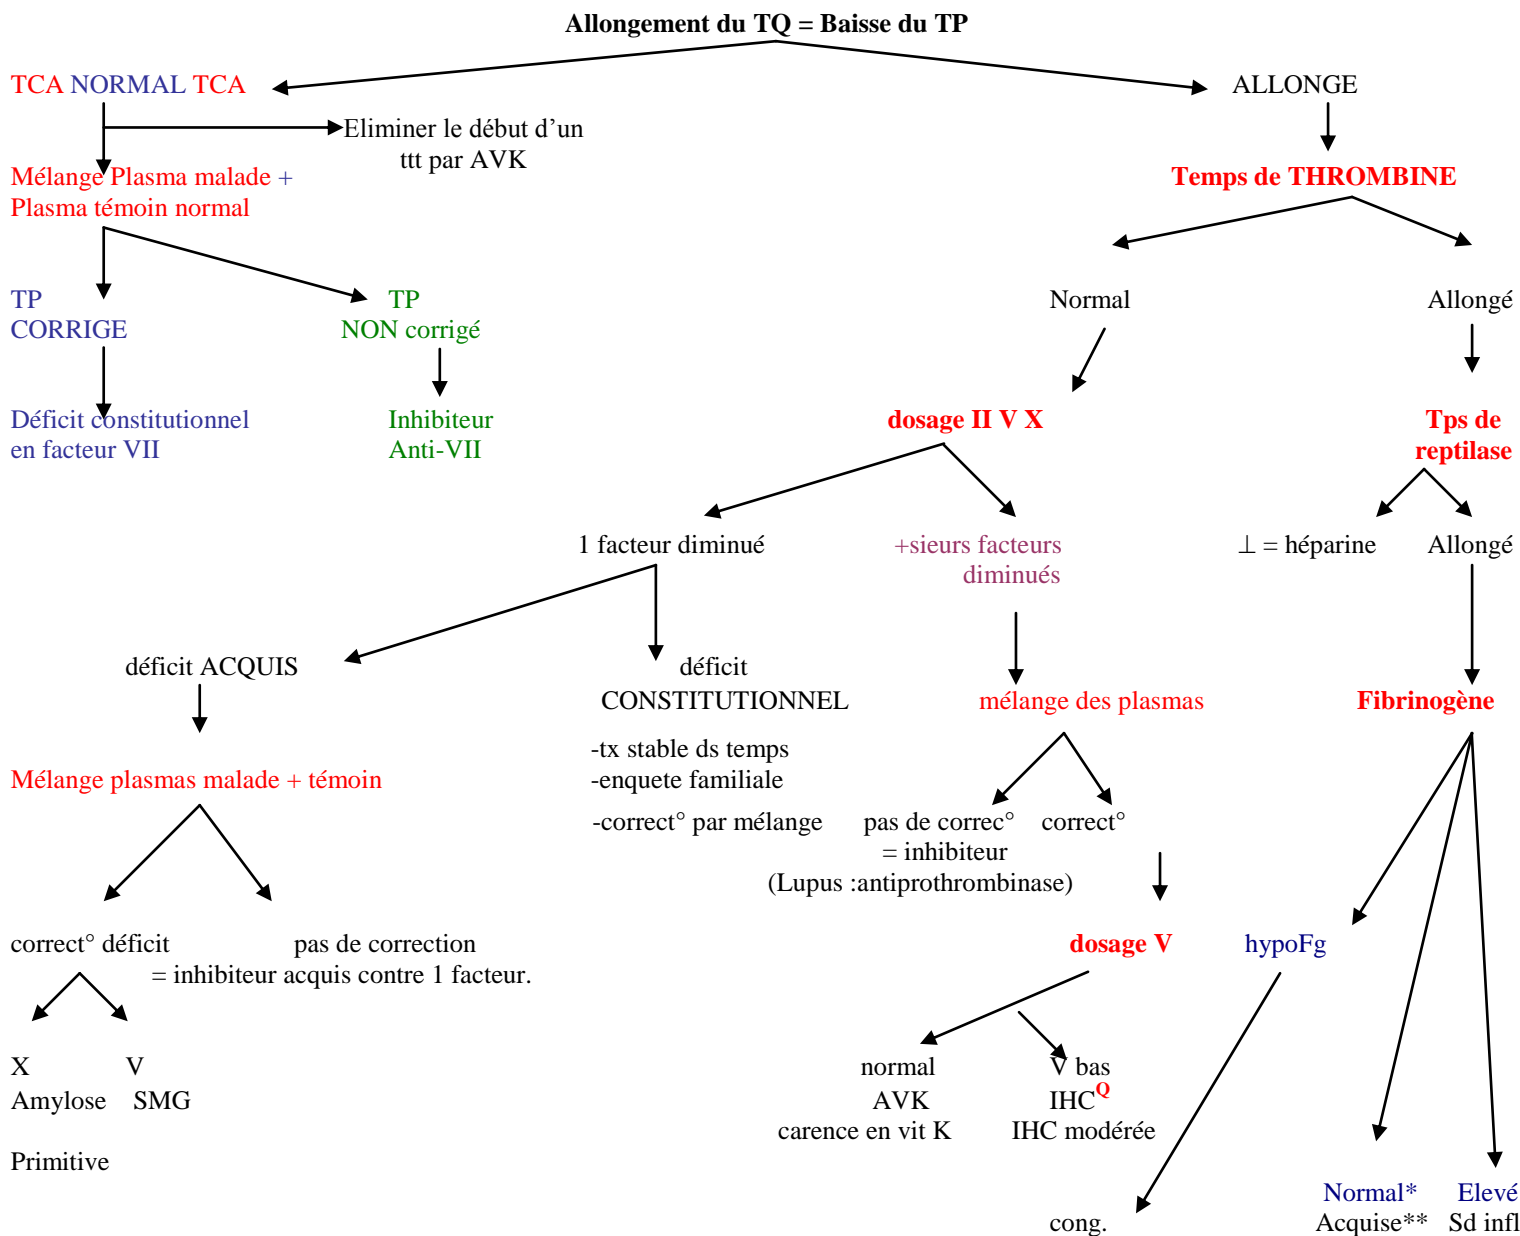 Allongement du TQ = Baisse du TP
TCA NORMAL TCA
ALLONGE
Eliminer le début d’un
ttt par AVK
Mélange Plasma malade +
Plasma témoin normal
Temps de THROMBINE
TP
CORRIGE
TP
NON corrigé
Normal
Allongé
Déficit constitutionnel
en facteur VII
Inhibiteur
Anti-VII
dosage II V X
Tps de
reptilase
1 facteur diminué
+sieurs facteurs
diminués
⊥ = héparine
Allongé
déficit ACQUIS
déficit
CONSTITUTIONNEL
-tx stable ds temps
-enquete familiale
-correct° par mélange
mélange des plasmas
Fibrinogène
Mélange plasmas malade + témoin
pas de correc°
= inhibiteur
(Lupus :antiprothrombinase)
correct°
correct° déficit
pas de correction
= inhibiteur acquis contre 1 facteur.
dosage V
hypoFg
X
Amylose
Primitive
V
SMG
normal
AVK
carence en vit K
V bas
IHC Q
IHC modérée
cong.
Normal*
Acquise**
Elevé
Sd infl